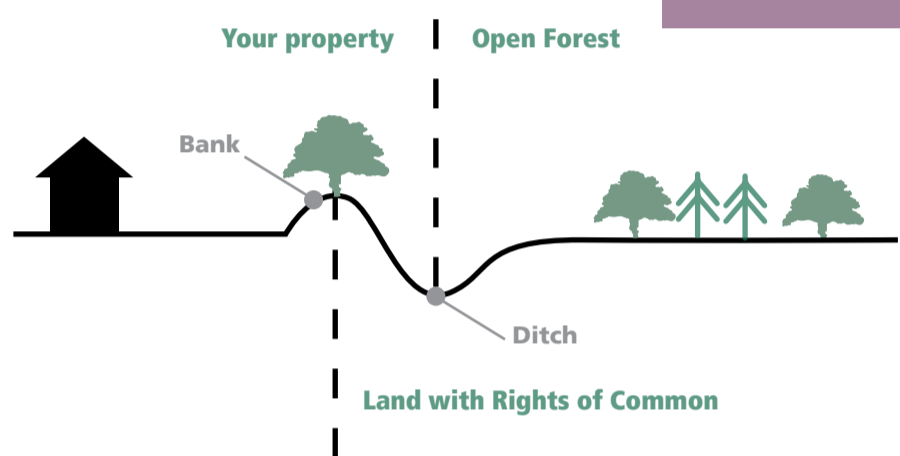 Your property
Open Forest
Bank
Ditch
Land with Rights of Common